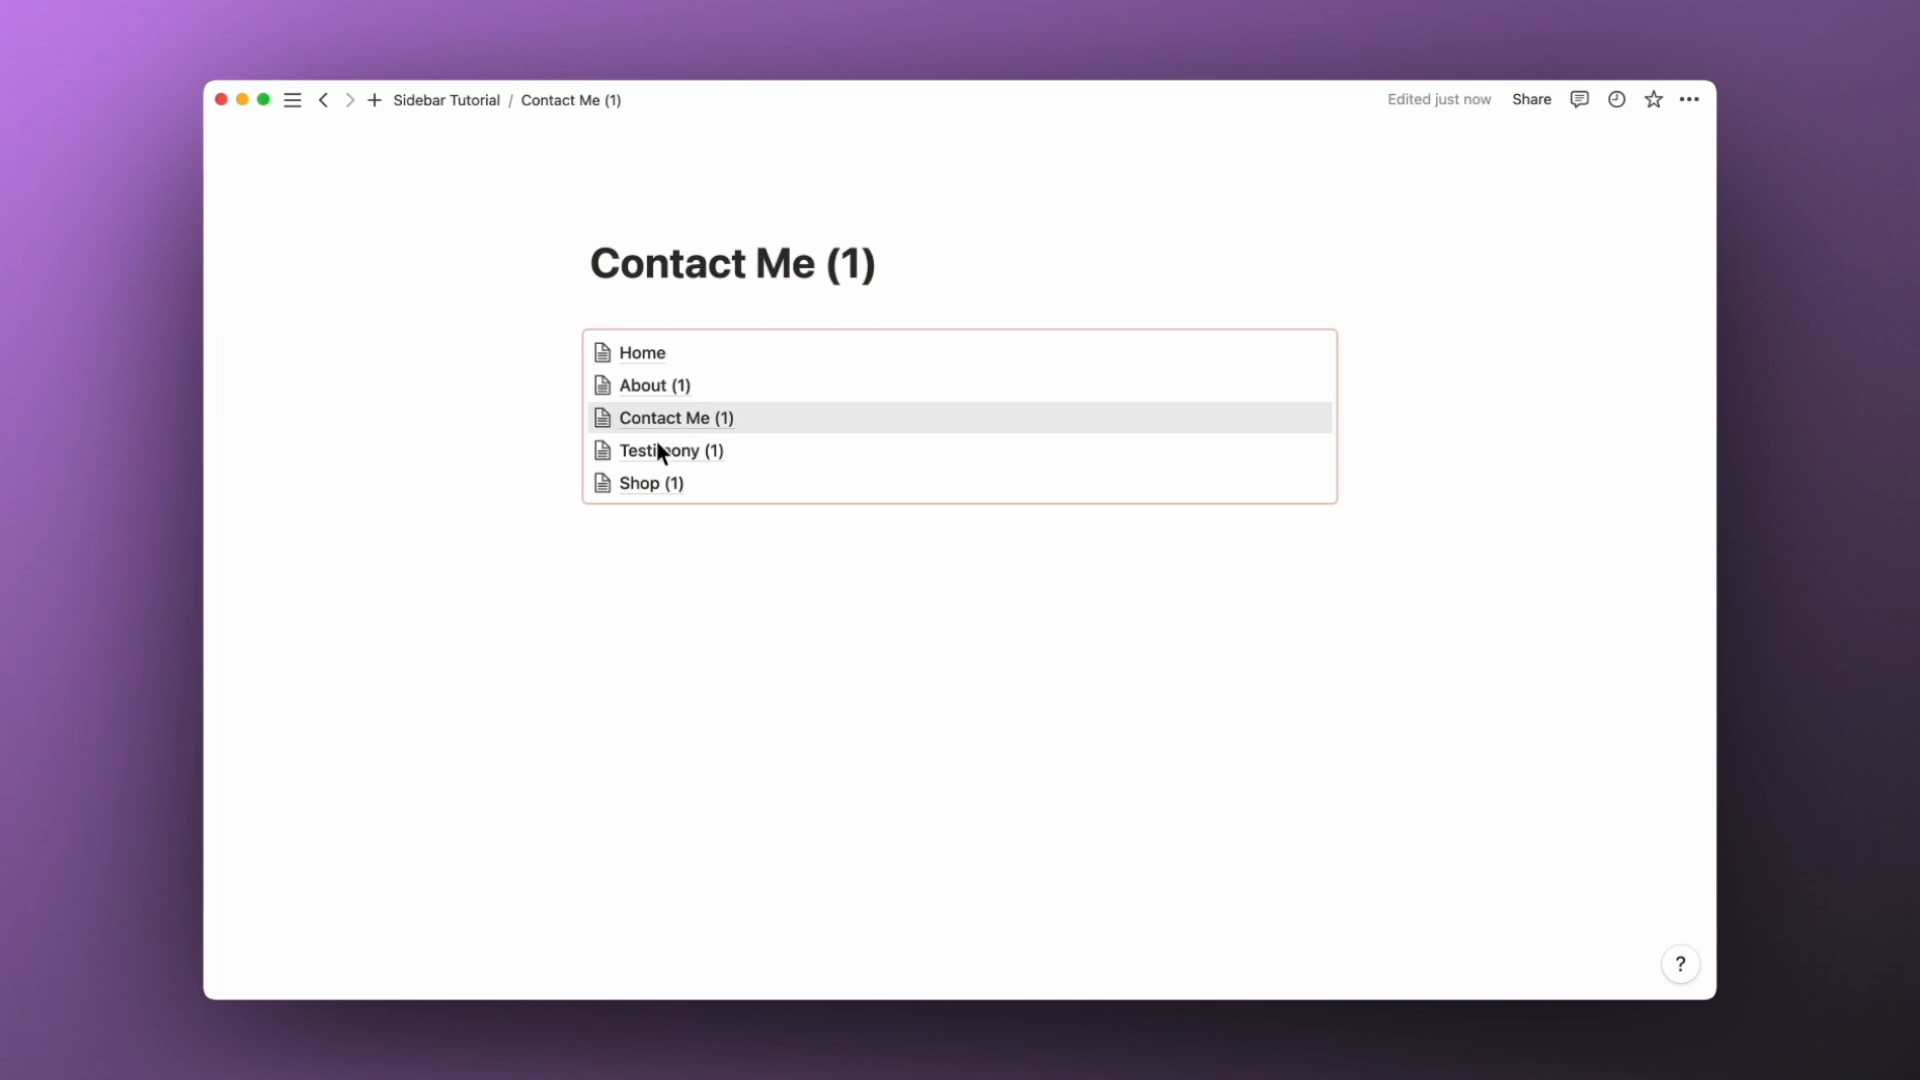 Sidebar Tutorial / Contact Me (1)
Edited just now Share
Contact Me (1)
Home
About (1)
Contact Me (1)
Testimony (1)
Shop (1)
?